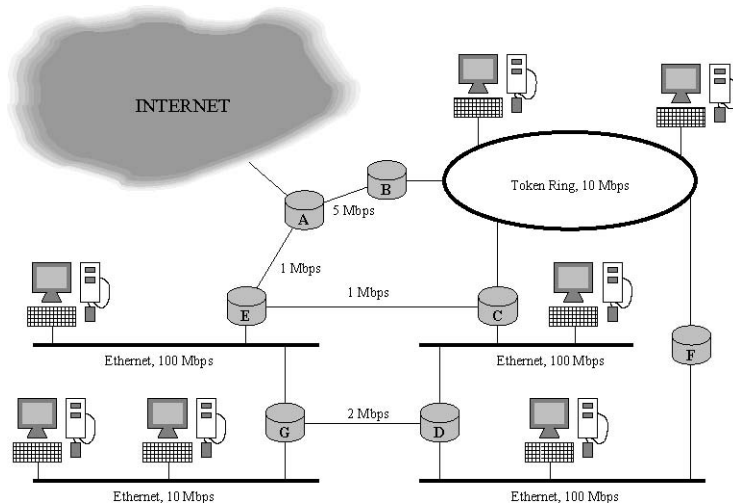 INTERNET
B
Token Ring, 10 Mbps
A
5 Mbps
1 Mbps
1 Mbps
E
C
F
Ethernet, 100 Mbps
Ethernet, 100 Mbps
G
2 Mbps
D
Ethernet, 10 Mbps
Ethernet, 100 Mbps